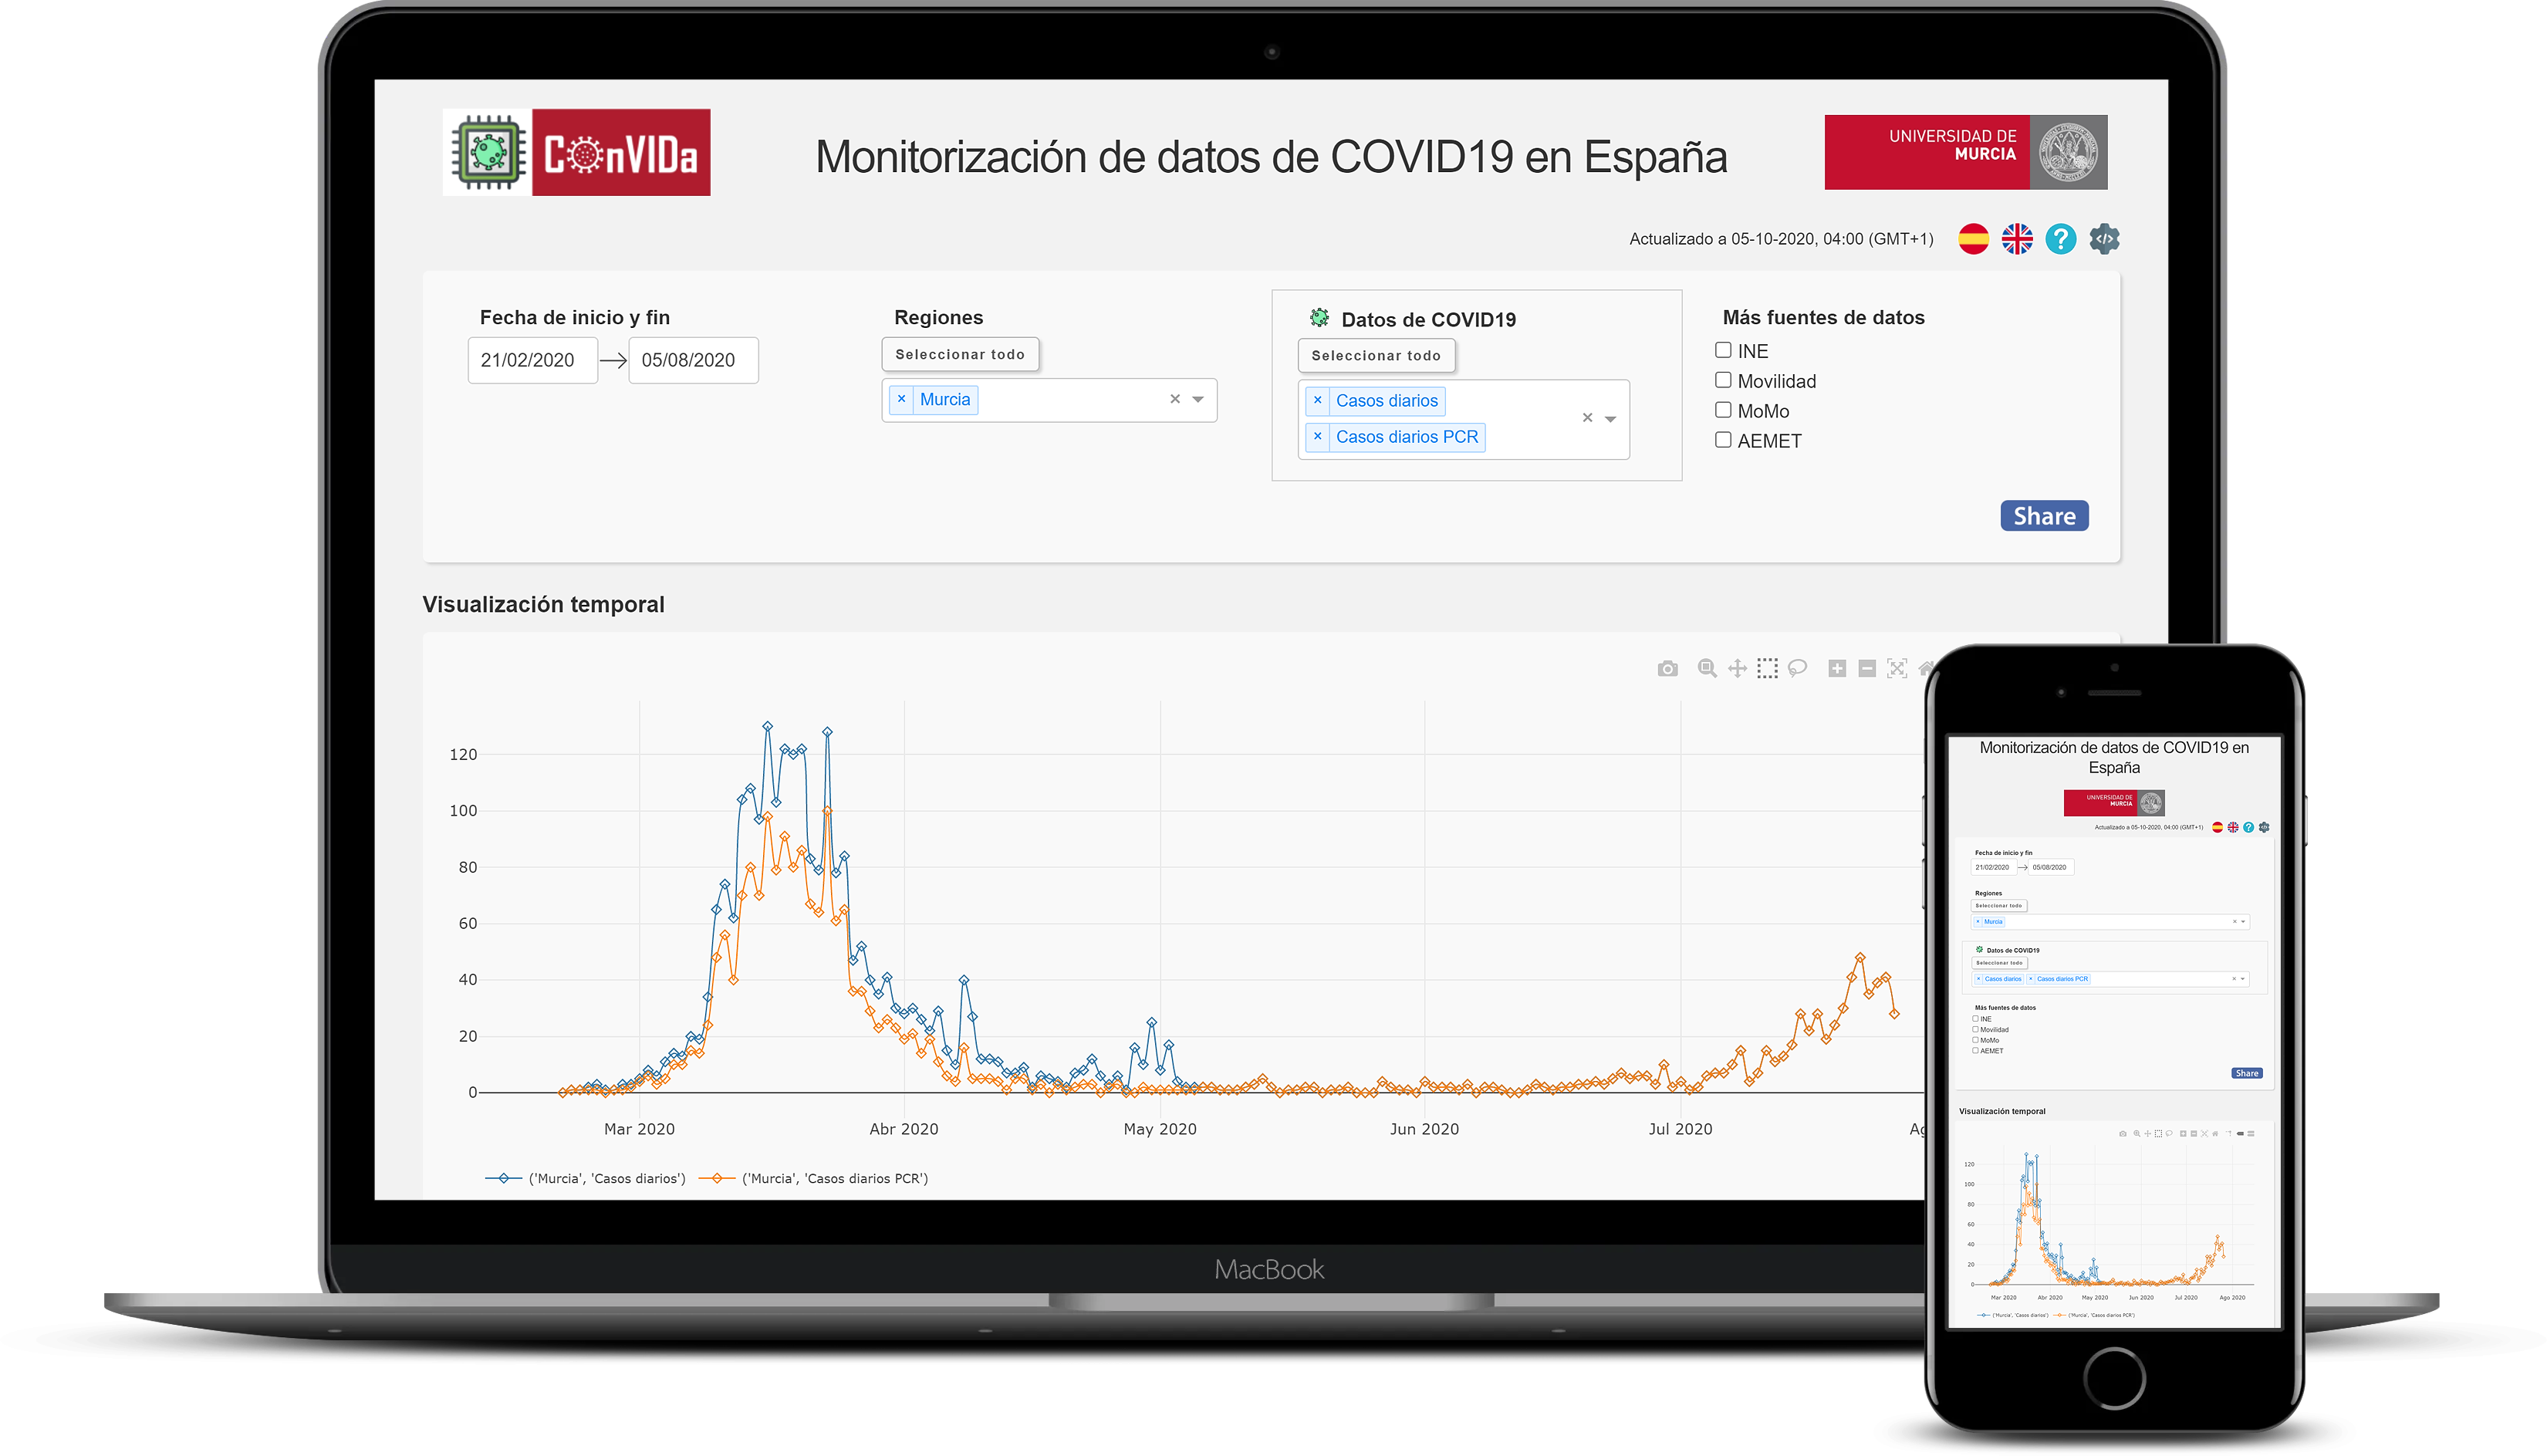 ConVIDa
Monitorización de datos de COVID19 en España
UNIVERSIDAD DE
MURCIA
Actualizado a 05-10-2020, 04:00 (GMT+1)
Fecha de inicio y fin
21/02/2020
05/08/2020
Regiones
Seleccionar todo
× Murcia
Datos de COVID19
Seleccionar todo
× Casos diarios
× Casos diarios PCR
Más fuentes de datos
INE
Movilidad
MoMo
AEMET
Share
Visualización temporal
120
100
80
60
40
20
0
Mar 2020
Abr 2020
May 2020
Jun 2020
Jul 2020
Ag
('Murcia', 'Casos diarios')
('Murcia', 'Casos diarios PCR')
MacBook
Monitorización de datos de COVID19 en
España
UNIVERSIDAD DE
MURCIA
Actualizado a 05-10-2020, 04:00 (GMT+1)
Fecha de inicio y fin
21/02/2020
05/08/2020
Regiones
Seleccionar todo
× Murcia
Datos de COVID19
Seleccionar todo
× Casos diarios × Casos diarios PCR
Más fuentes de datos
INE
Movilidad
MoMo
AEMET
Share
Visualización temporal
120
100
80
60
40
20
0
Mar 2020
Abr 2020
May 2020
Jun 2020
Jul 2020
Ago 2020
('Murcia', 'Casos diarios')
('Murcia', 'Casos diarios PCR')